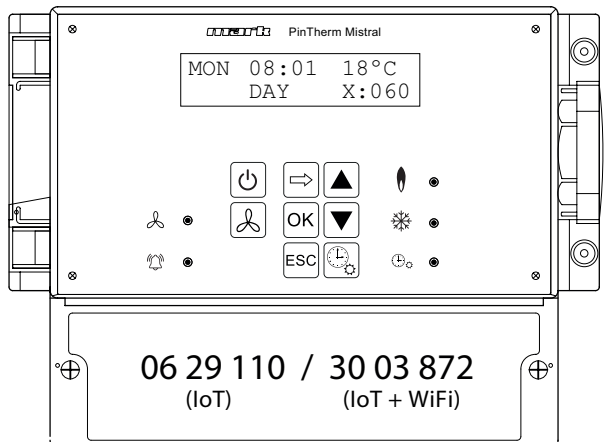 mark PinTherm Mistral
MON 08:01 18°C
DAY X:060
OK
ESC
06 29 110 / 30 03 872
(IoT) (IoT + WiFi)